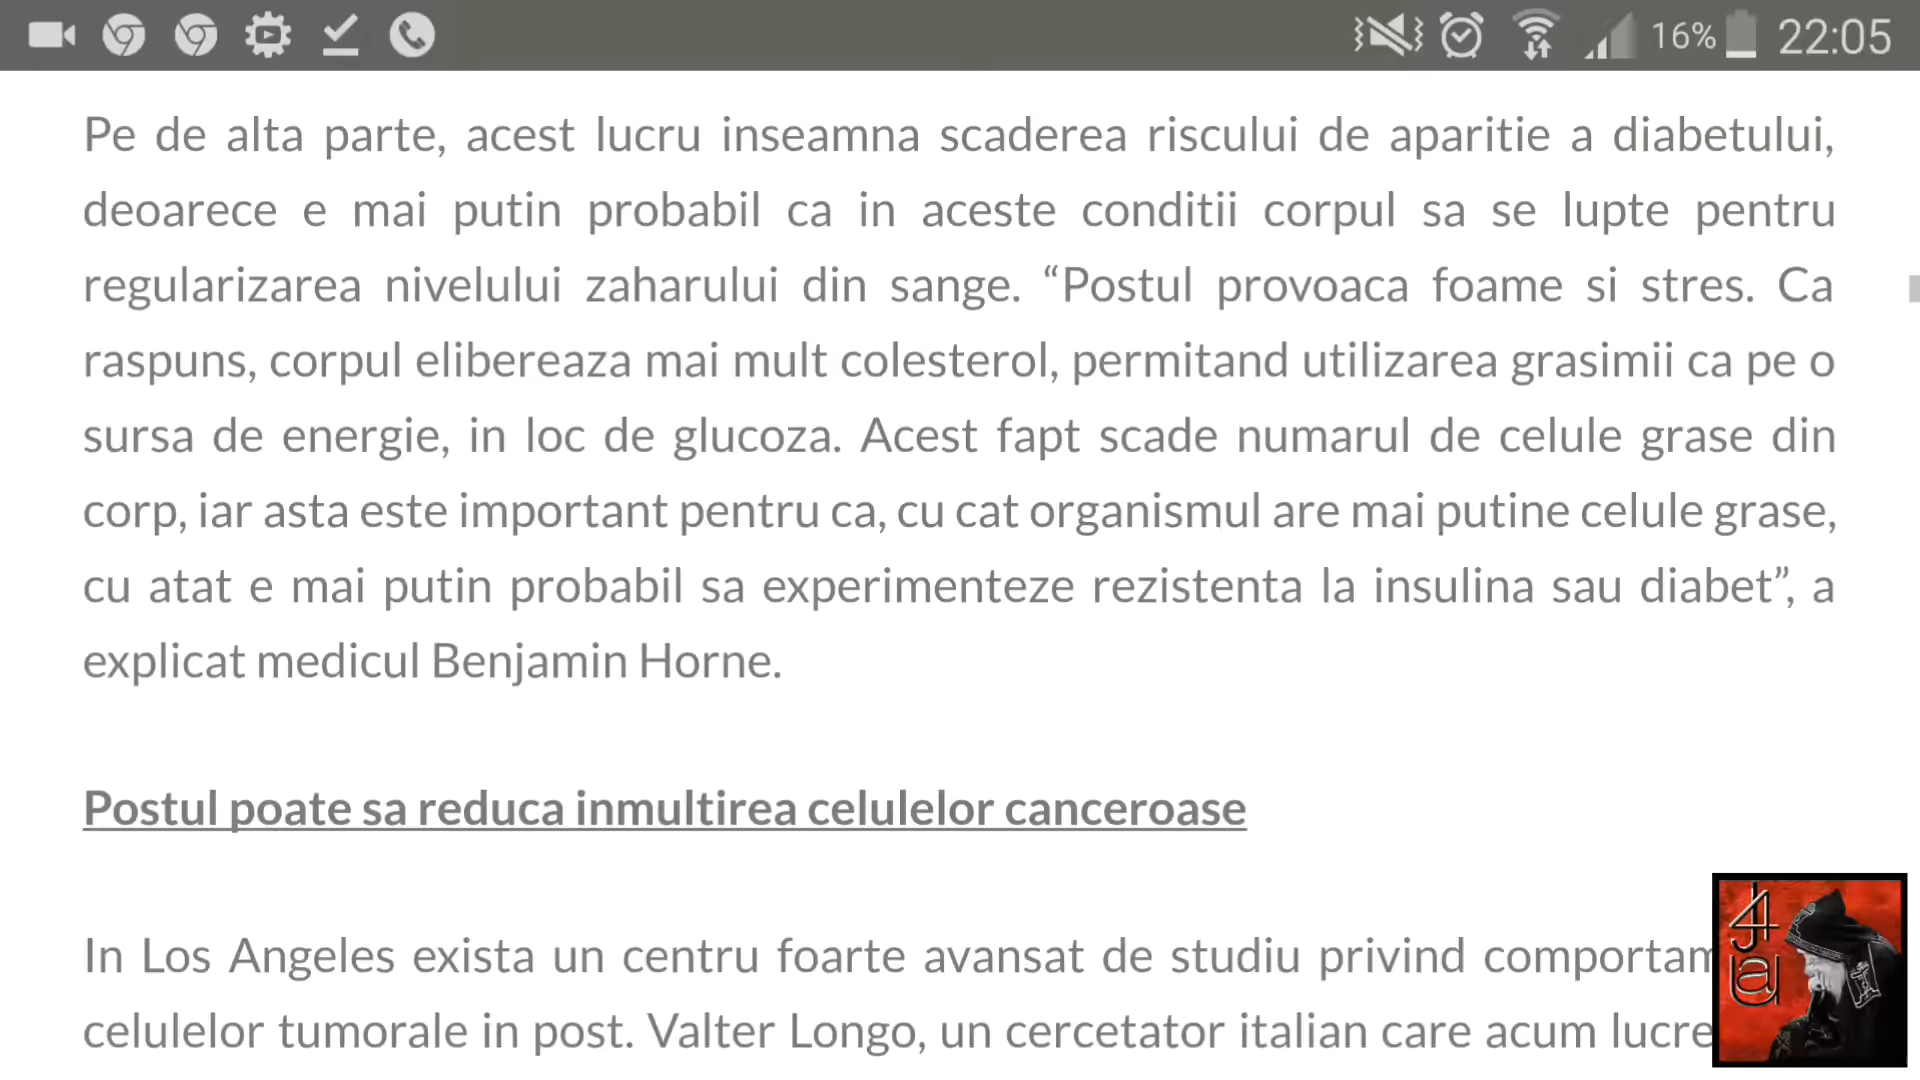 16% 22:05
Pe de alta parte, acest lucru inseamna scaderea riscului de aparitie a diabetului,
deoarece e mai putin probabil ca in aceste conditii corpul sa se lupte pentru
regularizarea nivelului zaharului din sange. “Postul provoaca foame si stres. Ca
raspuns, corpul elibereaza mai mult colesterol, permitand utilizarea grasimii ca pe o
sursa de energie, in loc de glucoza. Acest fapt scade numarul de celule grase din
corp, iar asta este important pentru ca, cu cat organismul are mai putine celule grase,
cu atat e mai putin probabil sa experimenteze rezistenta la insulina sau diabet”, a
explicat medicul Benjamin Horne.
Postul poate sa reduca inmultirea celulelor canceroase
In Los Angeles exista un centru foarte avansat de studiu privind comportam
celulelor tumorale in post. Valter Longo, un cercetator italian care acum lucre